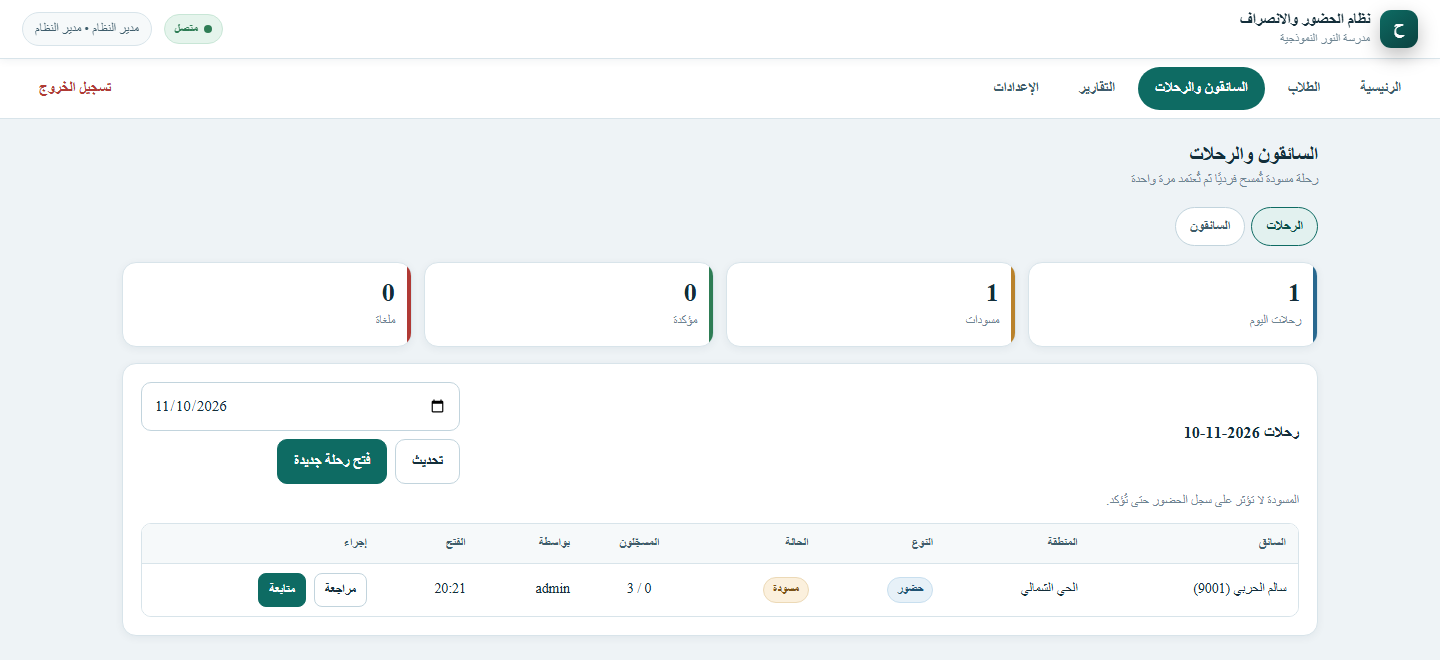 ح
نظام الحضور والانصراف
مدرسة النور النموذجية
متصل
مدير النظام • مدير النظام
الرئيسية
الطلاب
السائقون والرحلات
التقارير
الإعدادات
تسجيل الخروج
السائقون والرحلات
رحلة مسودة تُمسح فرديًا ثم تُعتمد مرة واحدة
الرحلات
السائقون
1
رحلات اليوم
1
مسودات
0
مؤكدة
0
ملغاة
رحلات 2026-11-10
11/10/2026
تحديث
فتح رحلة جديدة
المسودة لا تؤثر على سجل الحضور حتى تُؤكد.
السائق المنطقة النوع الحالة المسجّلون بواسطة الفتح إجراء
سالم الحربي (9001) الحي الشمالي حضور مسودة 0 / 3 admin 20:21 مراجعة متابعة